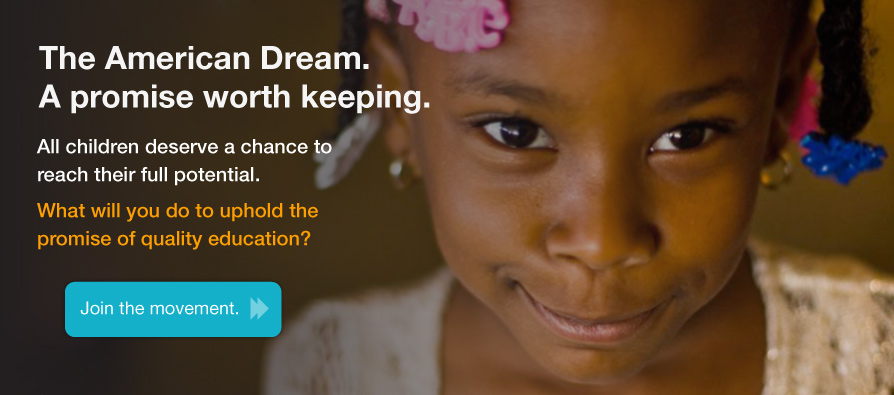 The American Dream.
A promise worth keeping.
All children deserve a chance to
reach their full potential.
What will you do to uphold the
promise of quality education?
Join the movement.